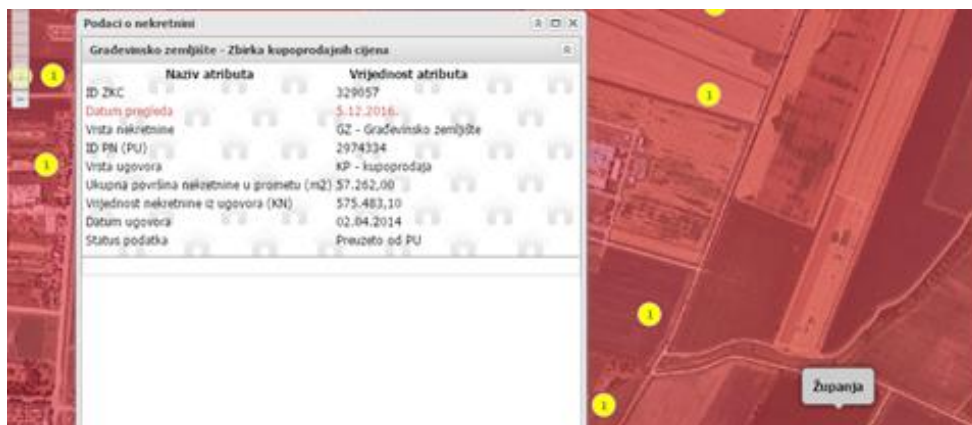 Podaci o nekretnini
Građevinsko zemljište - Zbirka kupoprodajnih cijena
Naziv atributa Vrijednost atributa
ID ZKC 329057
Datum pregleda 5.12.2016.
Vrsta nekretnine GZ - Građevinsko zemljište
ID PN (PU) 2974334
Vrsta ugovora KP - kupoprodaja
Ukupna površina nekretnine u prometu (m2) 57.262,00
Vrijednost nekretnine iz ugovora (KN) 575.483,10
Datum ugovora 02.04.2014
Status podatka Preuzeto od PU
1
1
1
1
1
Županja